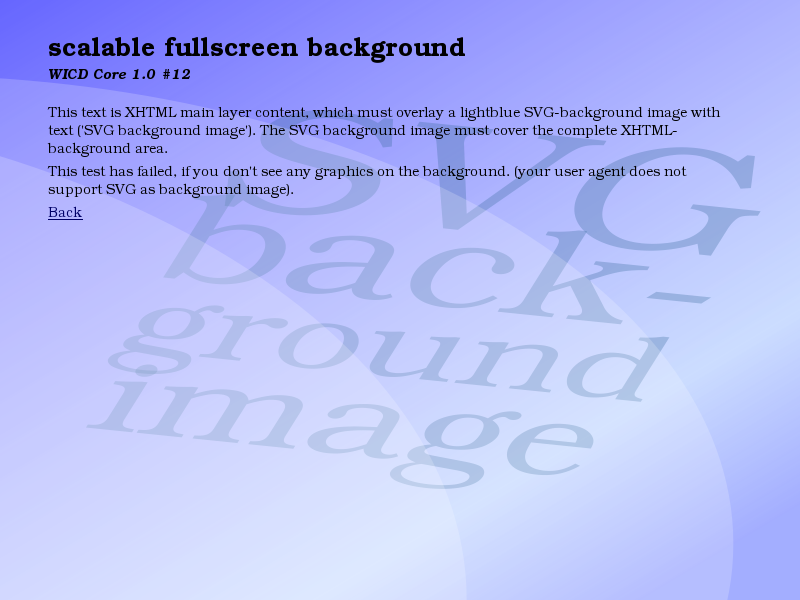 scalable fullscreen background
WICD Core 1.0 #12
This text is XHTML main layer content, which must overlay a lightblue SVG-background image with
text ('SVG background image'). The SVG background image must cover the complete XHTML-
background area.
This test has failed, if you don't see any graphics on the background. (your user agent does not
support SVG as background image).
Back
SVG
back-
ground
image